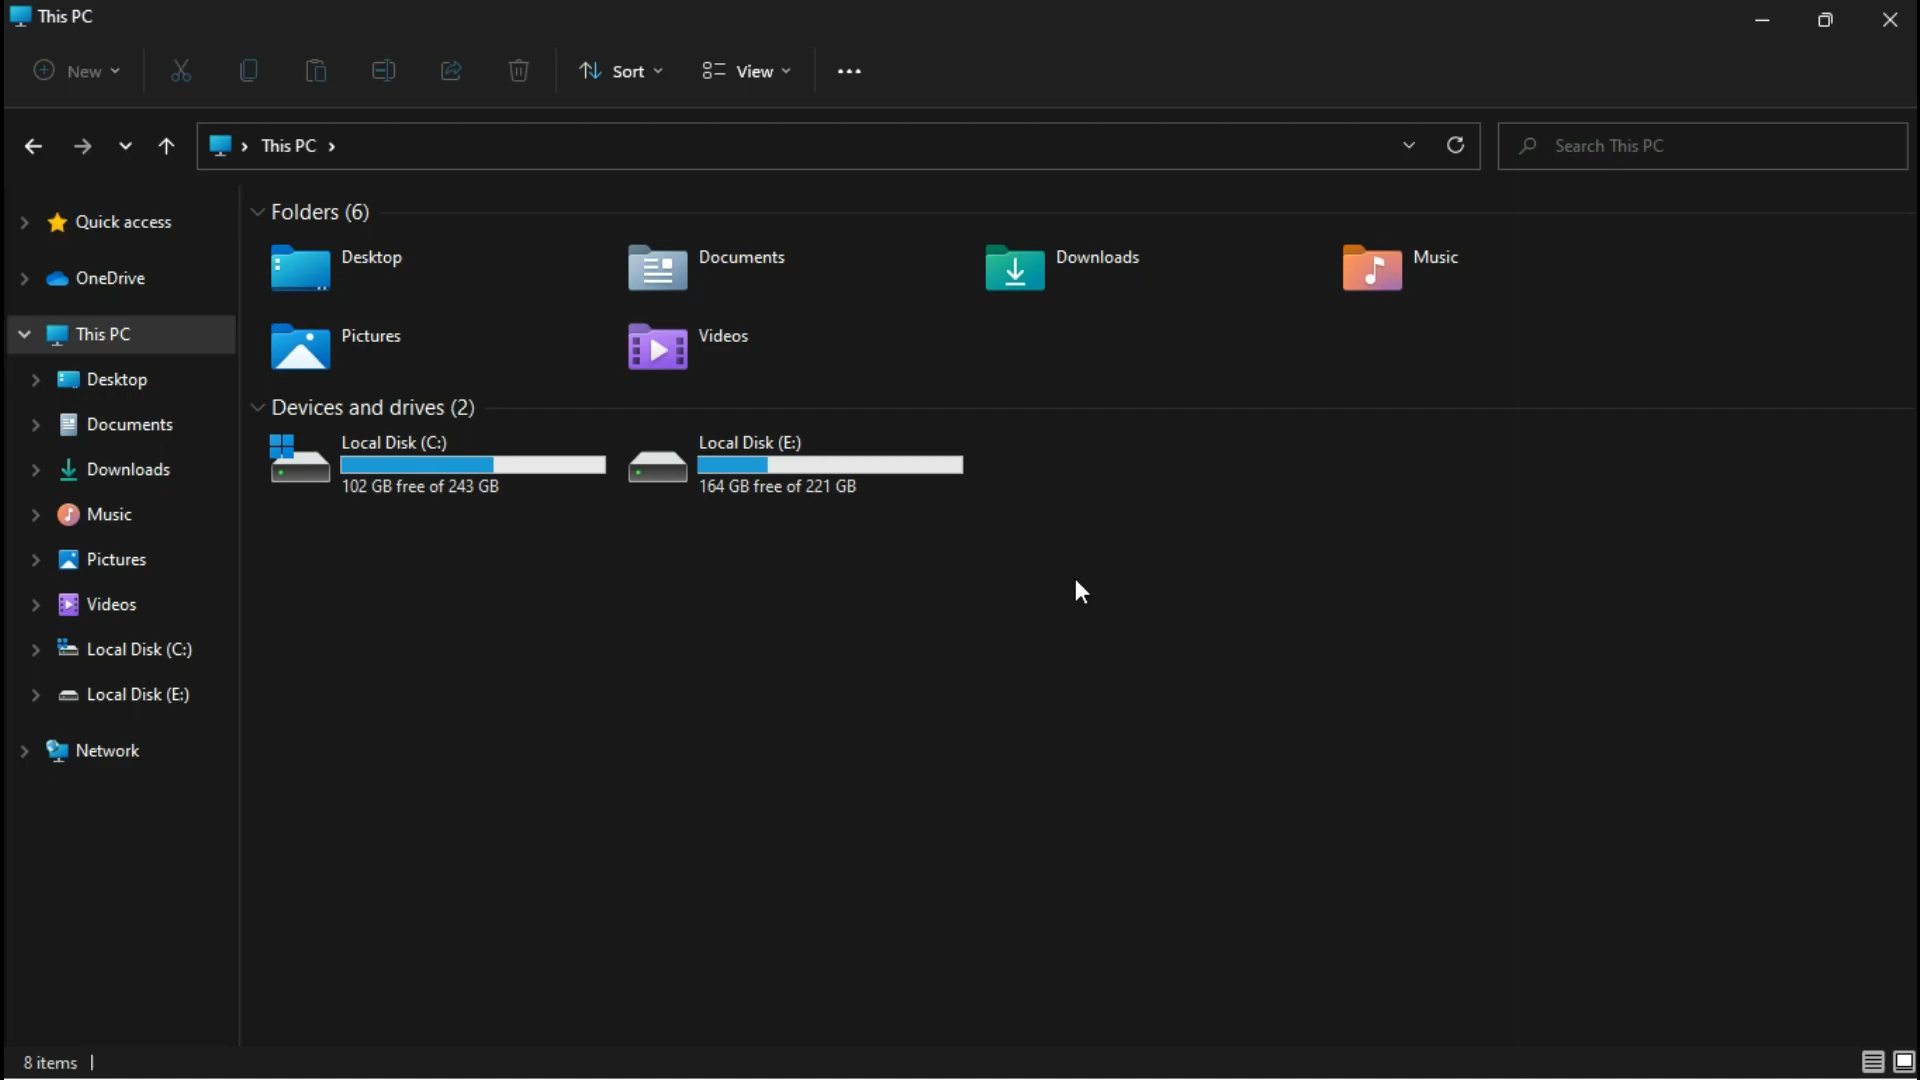 This PC
New
Sort
View
This PC
Search This PC
Quick access
OneDrive
This PC
Desktop
Documents
Downloads
Music
Pictures
Videos
Local Disk (C:)
Local Disk (E:)
Network
Folders (6)
Desktop
Documents
Downloads
Music
Pictures
Videos
Devices and drives (2)
Local Disk (C:)
102 GB free of 243 GB
Local Disk (E:)
164 GB free of 221 GB
8 items